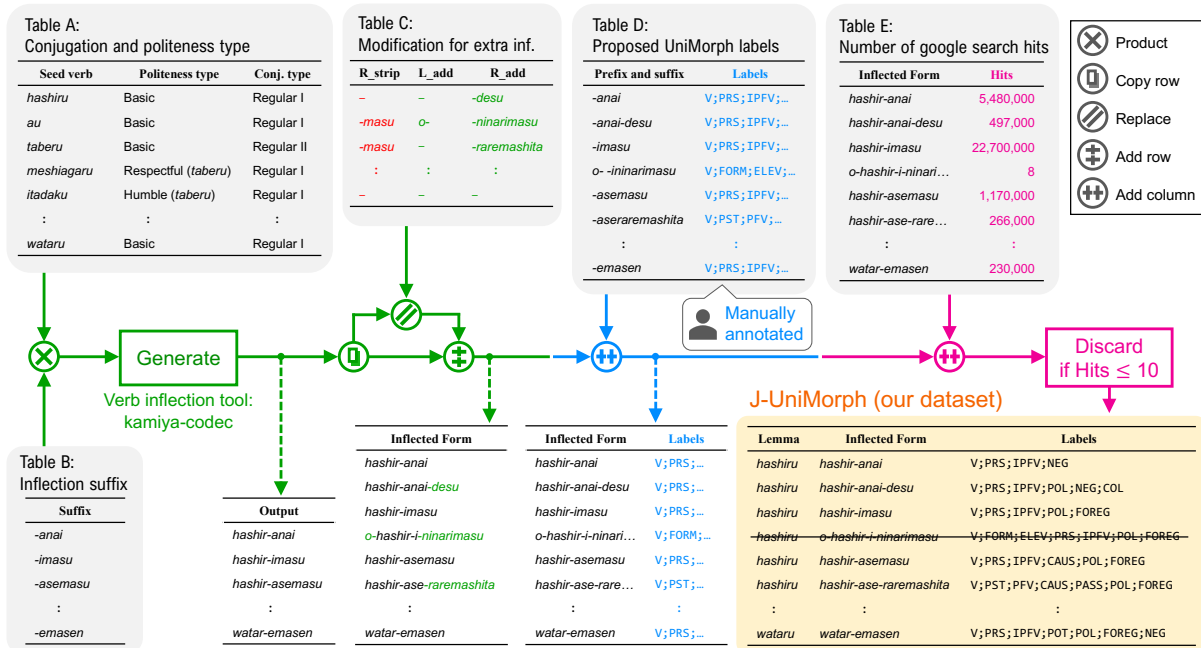 Table A:
Conjugation and politeness type
Seed verb Politeness type Conj. type
hashiru Basic Regular I
au Basic Regular I
taberu Basic Regular II
meshiagaru Respectful (taberu) Regular I
itadaku Humble (taberu) Regular I
: : :
wataru Basic Regular I
Table C:
Modification for extra inf.
R_strip L_add R_add
– – -desu
-masu o- -ninarimasu
-masu – -raremashita
: : :
– – –
Table D:
Proposed UniMorph labels
Prefix and suffix Labels
-anai V;PRS;IPFV;…
-anai-desu V;PRS;IPFV;…
-imasu V;PRS;IPFV;…
o- -ininarimasu V;FORM;ELEV;…
-asemasu V;PRS;IPFV;…
-aseraremashita V;PST;PFV;…
: :
-emasen V;PRS;IPFV;…
Manually
annotated
Table E:
Number of google search hits
Inflected Form Hits
hashir-anai 5,480,000
hashir-anai-desu 497,000
hashir-imasu 22,700,000
o-hashir-i-ninari… 8
hashir-asemasu 1,170,000
hashir-ase-rare… 266,000
: :
watar-emasen 230,000
Product
Copy row
Replace
Add row
Add column
Generate
Verb inflection tool:
kamiya-codec
Discard
if Hits ≤ 10
Table B:
Inflection suffix
Suffix
-anai
-imasu
-asemasu
:
-emasen
Output
hashir-anai
hashir-imasu
hashir-asemasu
:
watar-emasen
Inflected Form
hashir-anai
hashir-anai-desu
hashir-imasu
o-hashir-i-ninarimasu
hashir-asemasu
hashir-ase-raremashita
:
watar-emasen
Inflected Form Labels
hashir-anai V;PRS;…
hashir-anai-desu V;PRS;…
hashir-imasu V;PRS;…
o-hashir-i-ninari… V;FORM;…
hashir-asemasu V;PRS;…
hashir-ase-rare… V;PST;…
: :
watar-emasen V;PRS;…
J-UniMorph (our dataset)
Lemma Inflected Form Labels
hashiru hashir-anai V;PRS;IPFV;NEG
hashiru hashir-anai-desu V;PRS;IPFV;POL;NEG;COL
hashiru hashir-imasu V;PRS;IPFV;POL;FOREG
hashiru o-hashir-i-ninarimasu V;FORM;ELEV;PRS;IPFV;POL;FOREG
hashiru hashir-asemasu V;PRS;IPFV;CAUS;POL;FOREG
hashiru hashir-ase-raremashita V;PST;PFV;CAUS;PASS;POL;FOREG
: : :
wataru watar-emasen V;PRS;IPFV;POT;POL;FOREG;NEG